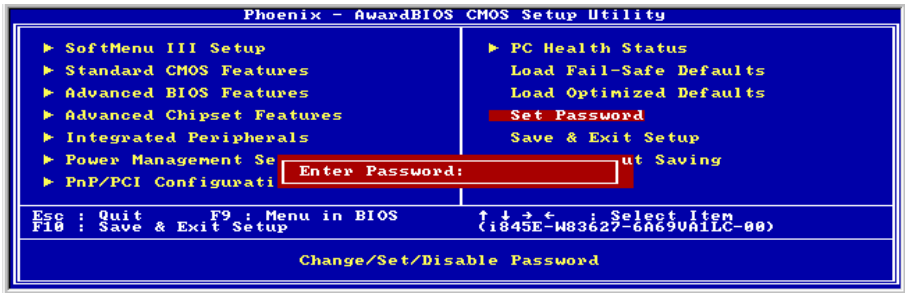 Phoenix - AwardBIOS CMOS Setup Utility
► SoftMenu III Setup
► Standard CMOS Features
► Advanced BIOS Features
► Advanced Chipset Features
► Integrated Peripherals
► Power Management Se
► PnP/PCI Configurati
► PC Health Status
Load Fail-Safe Defaults
Load Optimized Defaults
Set Password
Save & Exit Setup
ut Saving
Enter Password:
Esc : Quit F9 : Menu in BIOS ↑ ↓ → ← : Select Item
F10 : Save & Exit Setup (i845E-W83627-6A69VA1LC-00)
Change/Set/Disable Password